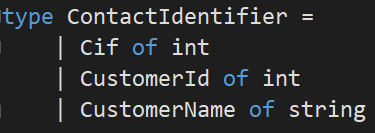 type ContactIdentifier =
| Cif of int
| CustomerId of int
| CustomerName of string